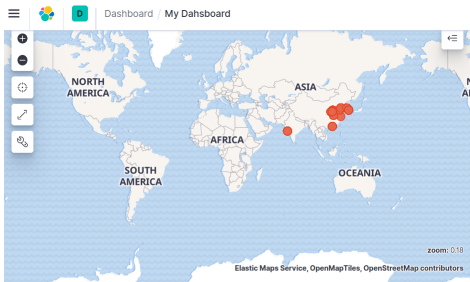 D Dashboard / My Dahsboard
NORTH
AMERICA
ASIA
N
A
AFRICA
SOUTH
AMERICA
OCEANIA
zoom: 0.18
Elastic Maps Service, OpenMapTiles, OpenStreetMap contributors